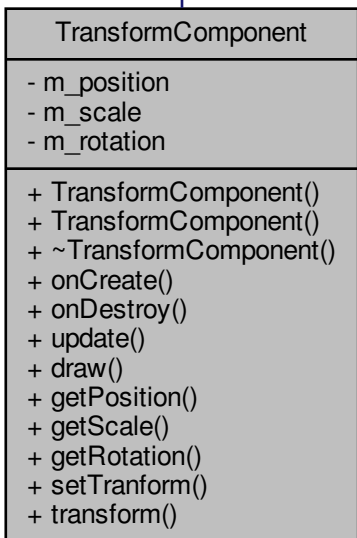 TransformComponent
- m_position
- m_scale
- m_rotation
+ TransformComponent()
+ TransformComponent()
+ ~TransformComponent()
+ onCreate()
+ onDestroy()
+ update()
+ draw()
+ getPosition()
+ getScale()
+ getRotation()
+ setTranform()
+ transform()